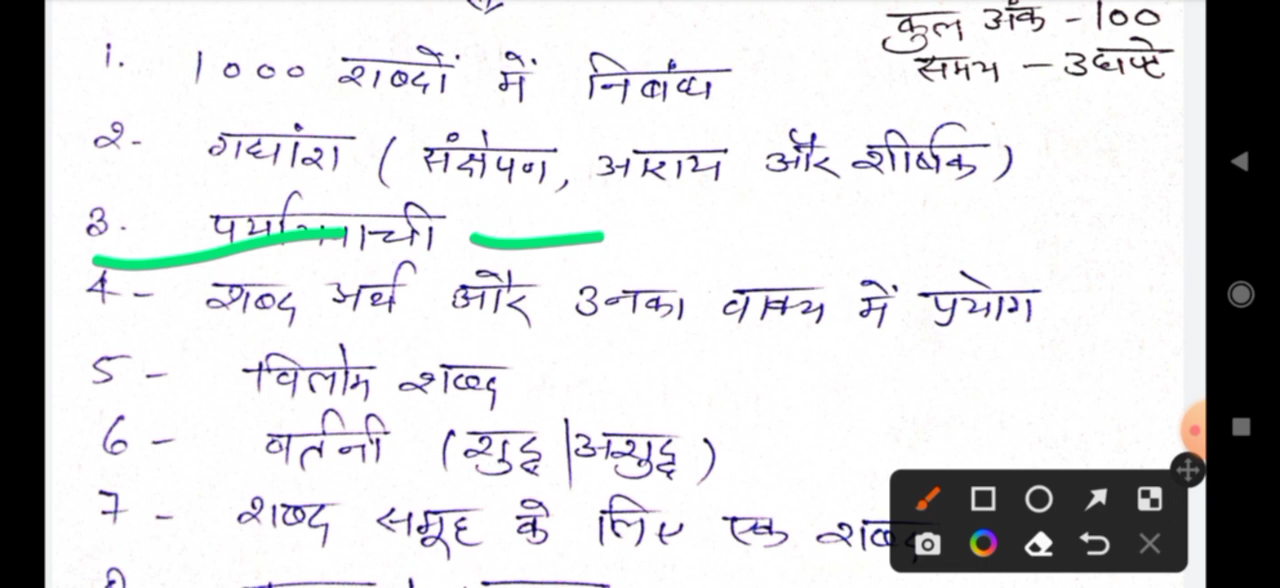 कुल अंक - 100
समय - 3 घण्टे
1. 1000 शब्दों में निबंध
2- गद्यांश ( संक्षेपण, आशय और शीर्षक )
3. पर्यायवाची
4- शब्द अर्थ और उनका वाक्य में प्रयोग
5 - विलोम शब्द
6 - वर्तनी (शुद्ध | अशुद्ध )
7 - शब्द समूह के लिए एक शब्द